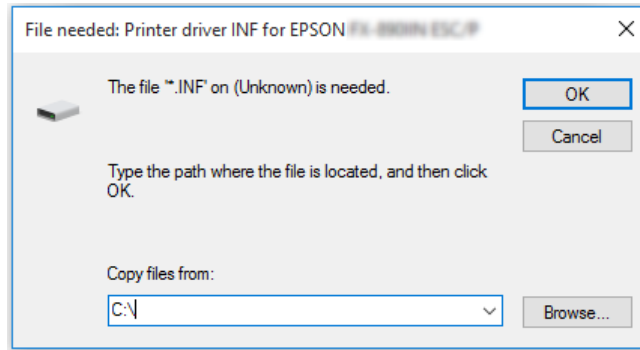 File needed: Printer driver INF for EPSON
The file '*.INF' on (Unknown) is needed.
OK
Cancel
Type the path where the file is located, and then click
OK.
Copy files from:
C:\
Browse...